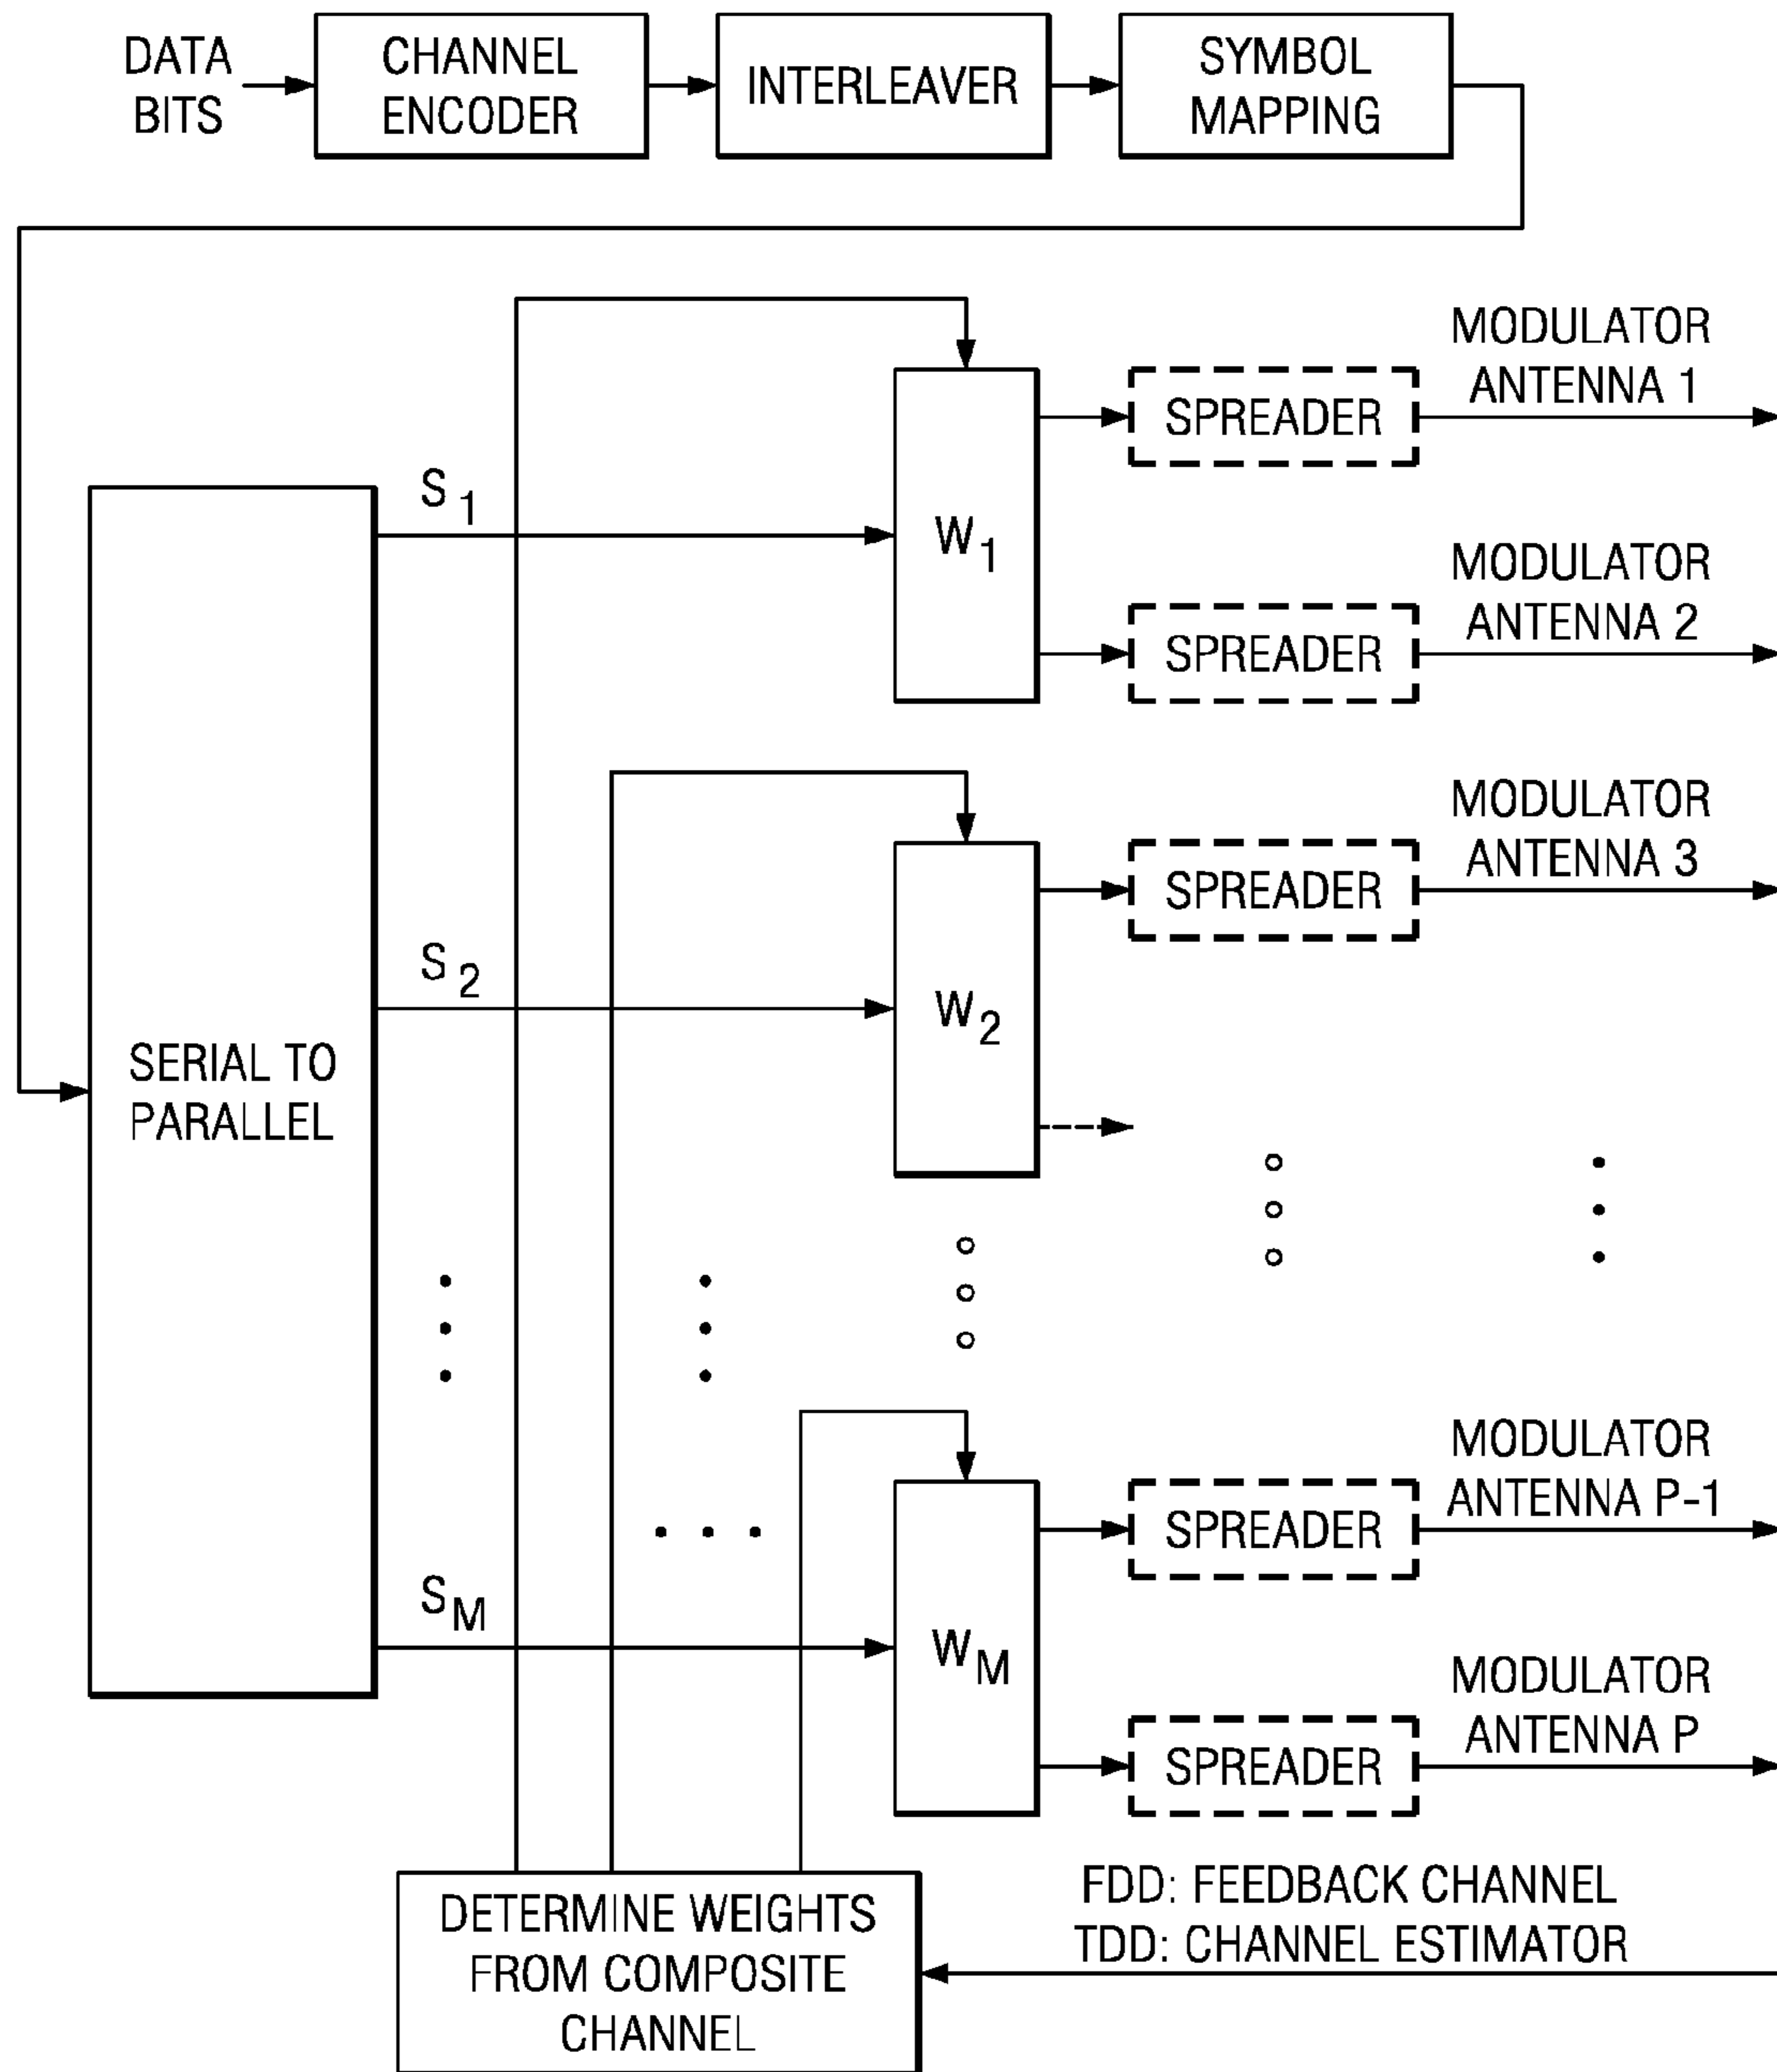 DATA
BITS
CHANNEL
ENCODER
INTERLEAVER
SYMBOL
MAPPING
MODULATOR
ANTENNA 1
SPREADER
S1
W1
MODULATOR
ANTENNA 2
SPREADER
MODULATOR
ANTENNA 3
SPREADER
S2
W2
SERIAL TO
PARALLEL
MODULATOR
ANTENNA P-1
SPREADER
SM
WM
MODULATOR
ANTENNA P
SPREADER
DETERMINE WEIGHTS
FROM COMPOSITE
CHANNEL
FDD: FEEDBACK CHANNEL
TDD: CHANNEL ESTIMATOR